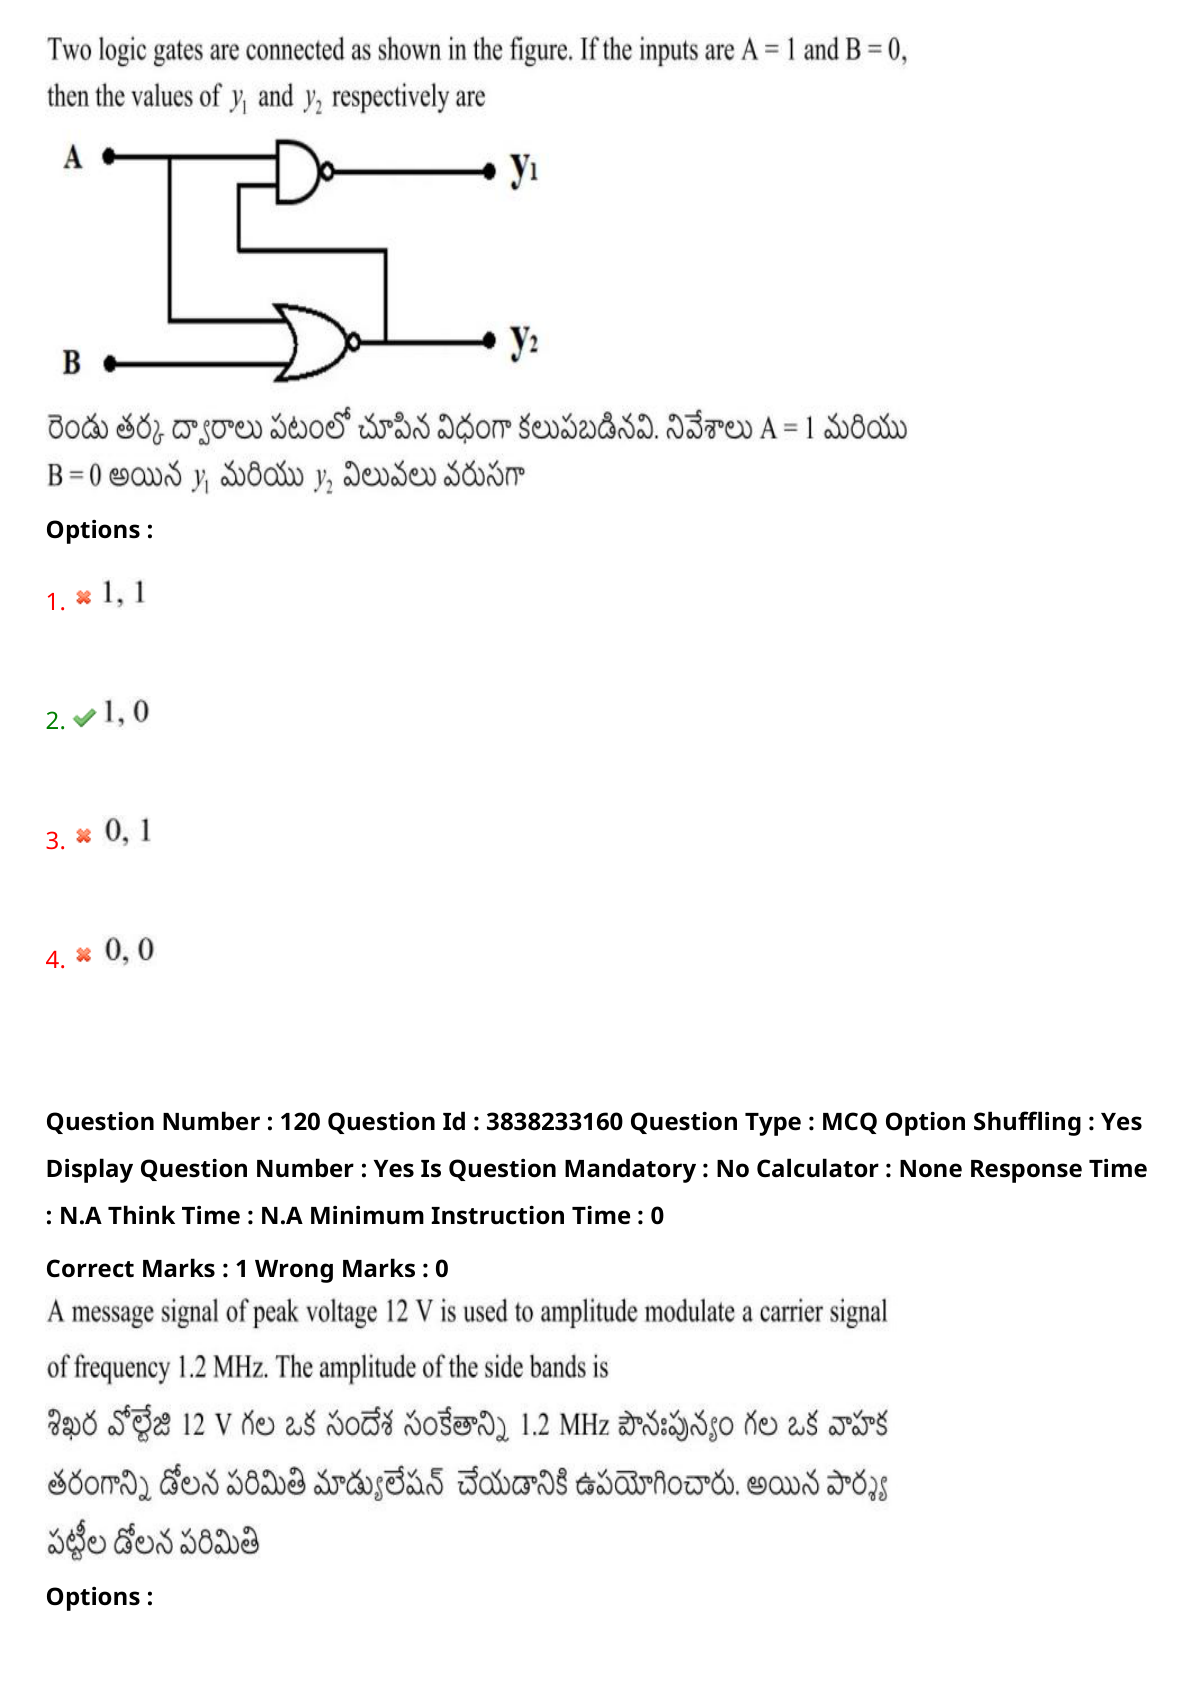 Two logic gates are connected as shown in the figure. If the inputs are A = 1 and B = 0,
then the values of y₁ and y₂ respectively are
A
y₁
B
y₂
రెండు తర్క ద్వారాలు పటంలో చూపిన విధంగా కలుపబడినవి. నివేశాలు A = 1 మరియు
B = 0 అయిన y₁ మరియు y₂ విలువలు వరుసగా
Options :
1. 1, 1
2. 1, 0
3. 0, 1
4. 0, 0
Question Number : 120 Question Id : 3838233160 Question Type : MCQ Option Shuffling : Yes
Display Question Number : Yes Is Question Mandatory : No Calculator : None Response Time
: N.A Think Time : N.A Minimum Instruction Time : 0
Correct Marks : 1 Wrong Marks : 0
A message signal of peak voltage 12 V is used to amplitude modulate a carrier signal
of frequency 1.2 MHz. The amplitude of the side bands is
శిఖర వోల్టేజి 12 V గల ఒక సందేశ సంకేతాన్ని 1.2 MHz పౌనఃపున్యం గల ఒక వాహక
తరంగాన్ని డోలన పరిమితి మాడ్యులేషన్ చేయడానికి ఉపయోగించారు. అయిన పార్శ్వ
పట్టీల డోలన పరిమితి
Options :